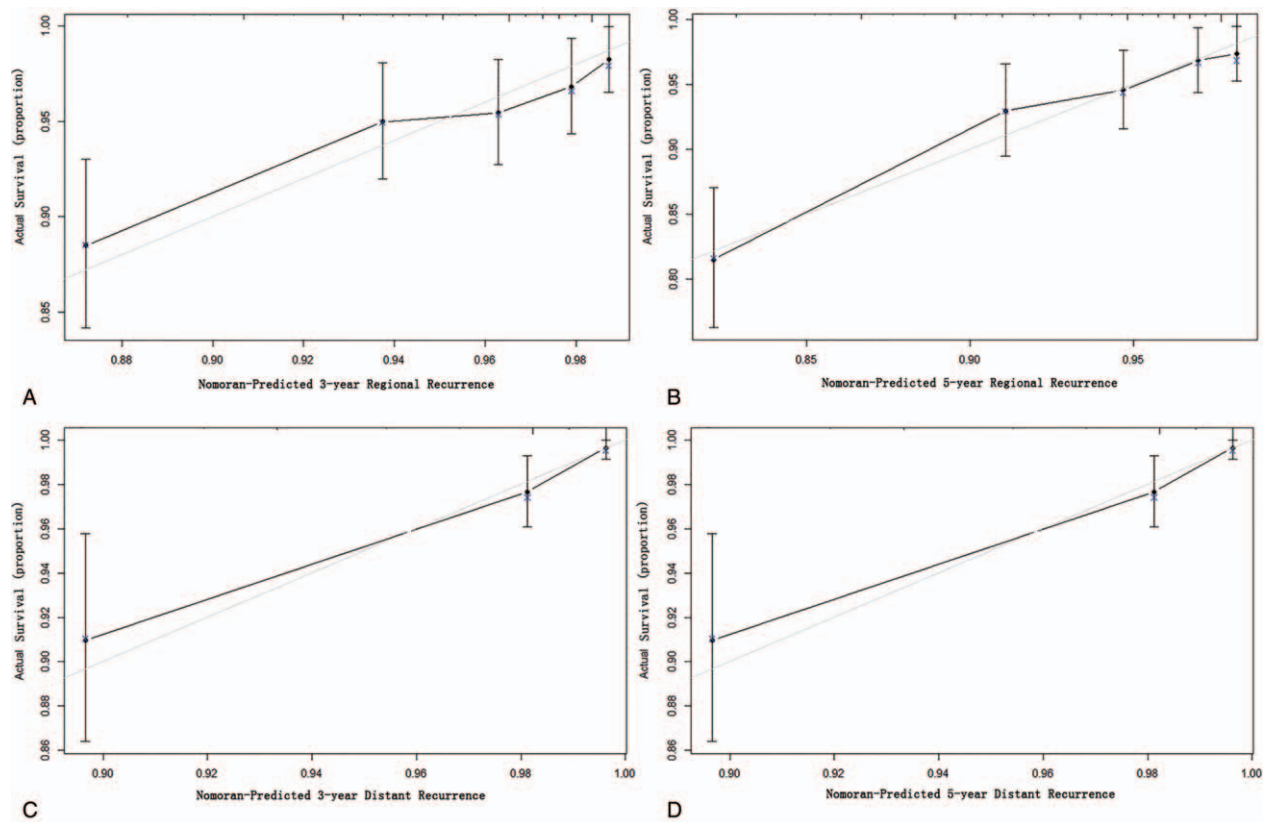 1.00
0.95
0.90
0.85
Actual Survival (proportion)
0.88 0.90 0.92 0.94 0.96 0.98
Nomoran-Predicted 3-year Regional Recurrence
A
1.00
0.95
0.90
0.85
0.80
Actual Survival (proportion)
0.85 0.90 0.95
Nomoran-Predicted 5-year Regional Recurrence
B
1.00
0.98
0.96
0.94
0.92
0.90
0.88
0.86
Actual Survival (proportion)
0.90 0.92 0.94 0.96 0.98 1.00
Nomoran-Predicted 3-year Distant Recurrence
C
1.00
0.98
0.96
0.94
0.92
0.90
0.88
0.86
Actual Survival (proportion)
0.90 0.92 0.94 0.96 0.98 1.00
Nomoran-Predicted 5-year Distant Recurrence
D